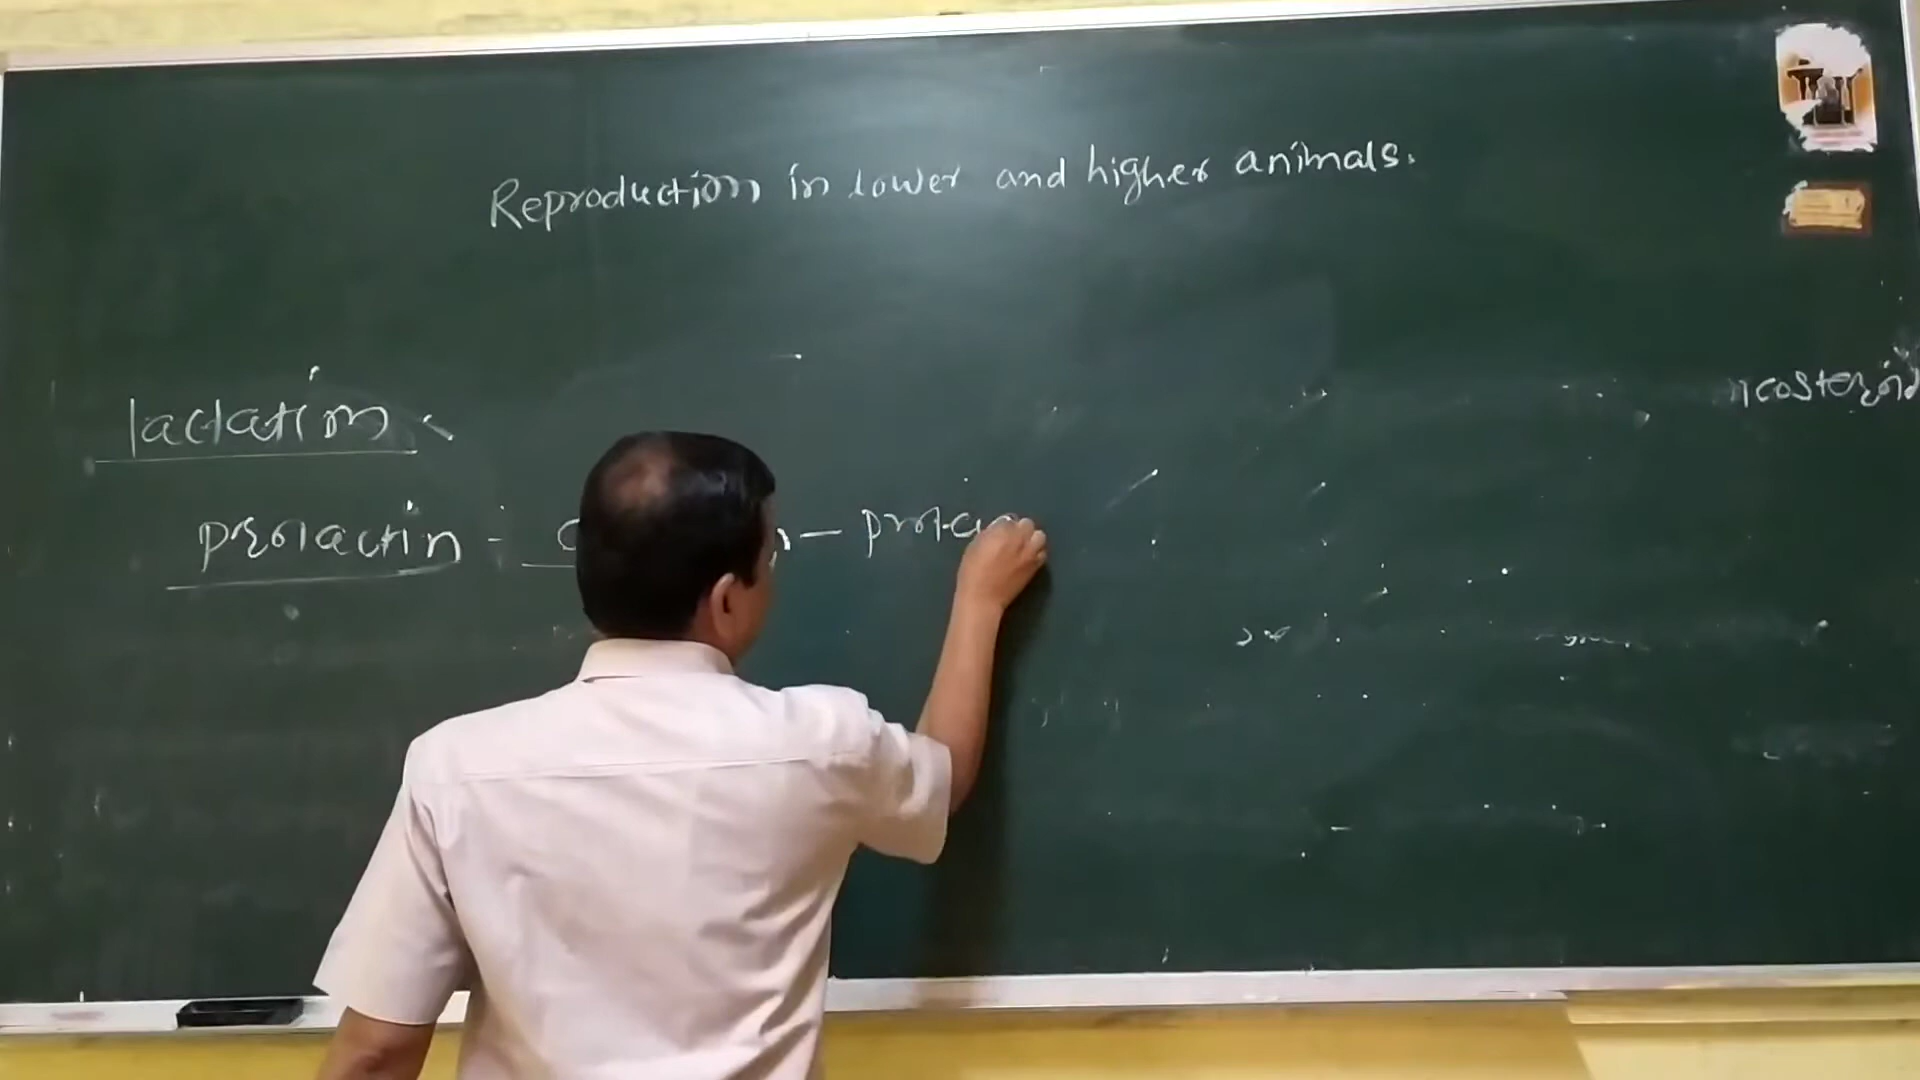 Reproduction in lower and higher animals.
lactation
prolactin -